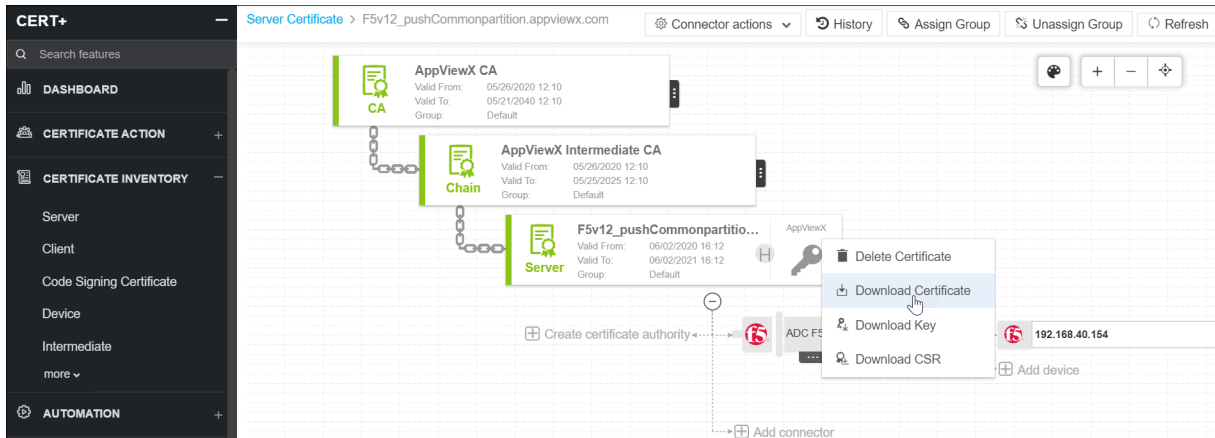 CERT+
Search features
DASHBOARD
CERTIFICATE ACTION +
CERTIFICATE INVENTORY −
Server
Client
Code Signing Certificate
Device
Intermediate
more
AUTOMATION +
Server Certificate > F5v12_pushCommonpartition.appviewx.com
Connector actions
History
Assign Group
Unassign Group
Refresh
AppViewX CA
Valid From: 05/26/2020 12:10
Valid To: 05/21/2040 12:10
Group: Default
CA
AppViewX Intermediate CA
Valid From: 05/26/2020 12:10
Valid To: 05/25/2025 12:10
Group: Default
Chain
F5v12_pushCommonpartitio...
Valid From: 06/02/2020 16:12
Valid To: 06/02/2021 16:12
Group: Default
Server
H
AppViewX
Delete Certificate
Download Certificate
Download Key
Download CSR
Create certificate authority
f5
ADC F5
f5
192.168.40.154
Add device
Add connector